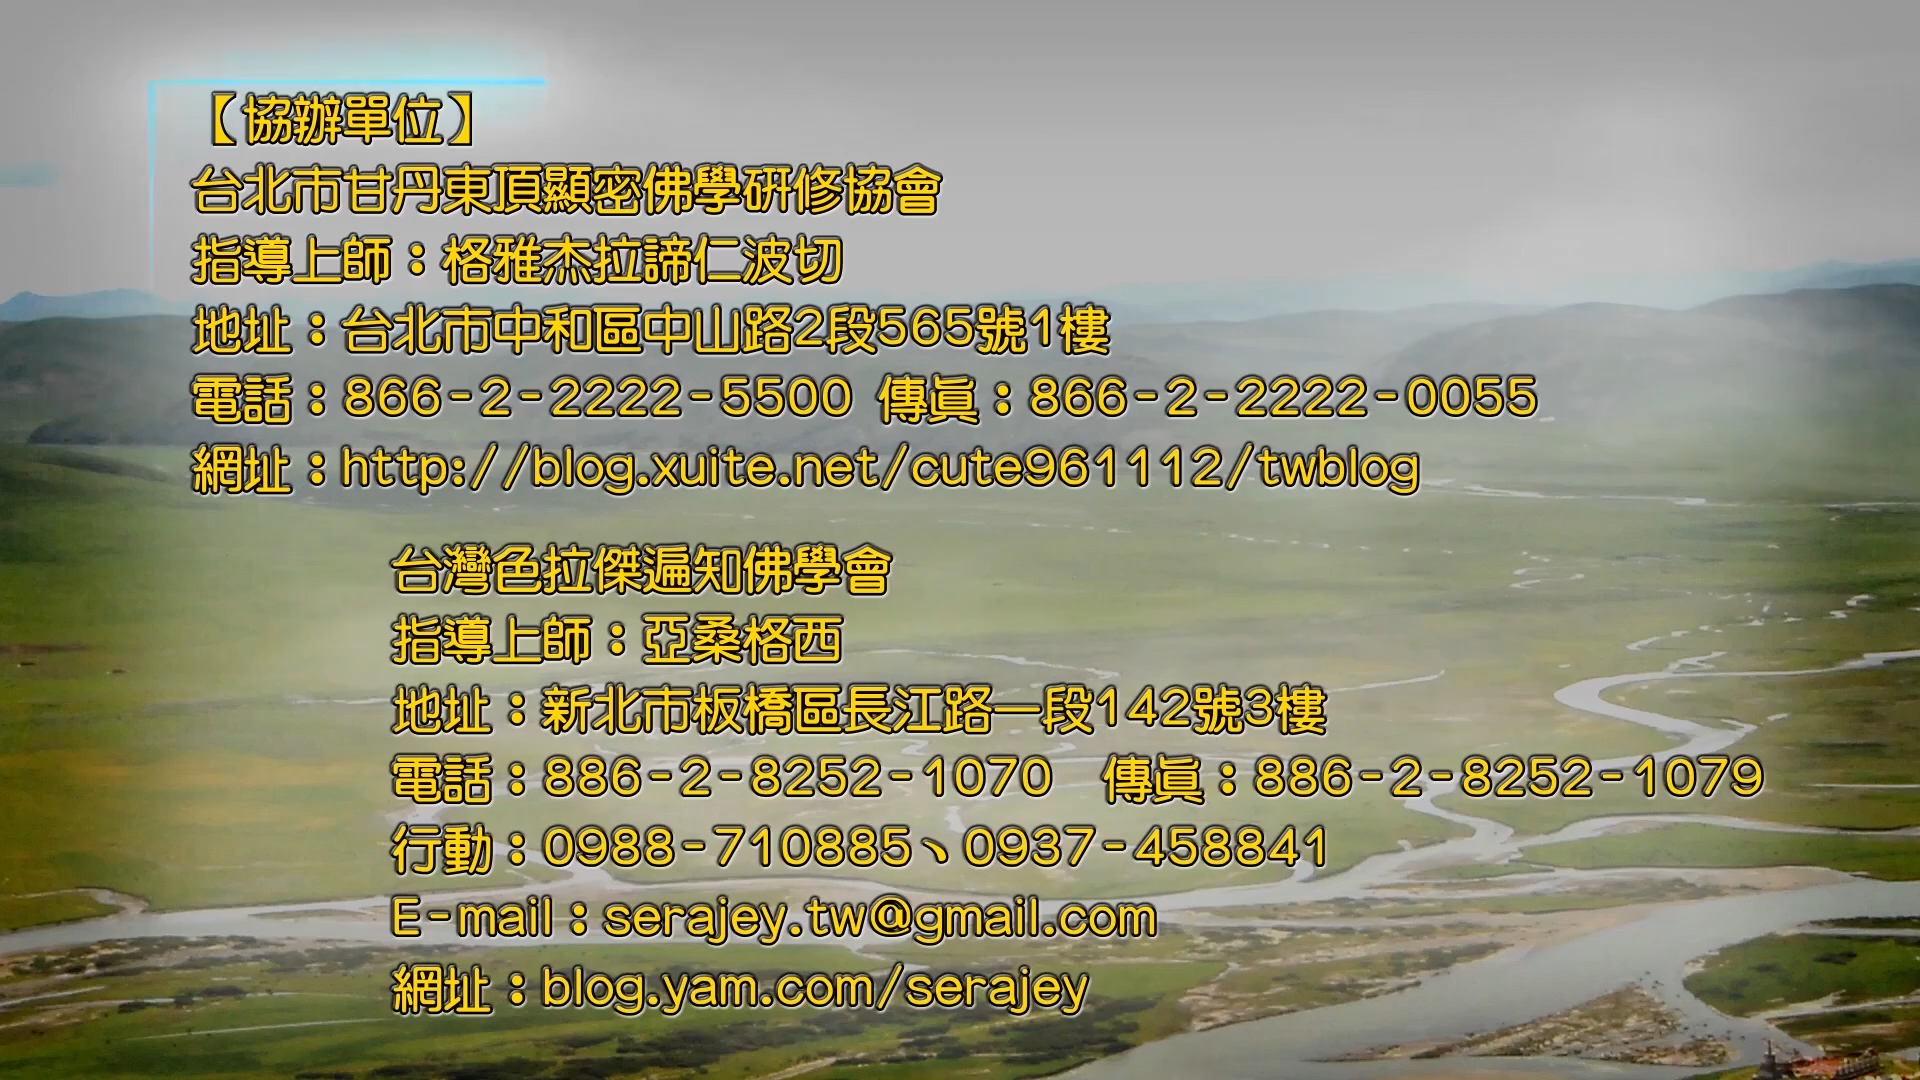 【協辦單位】
台北市甘丹東頂顯密佛學研修協會
指導上師：格雅杰拉諦仁波切
地址：台北市中和區中山路2段565號1樓
電話：866-2-2222-5500 傳真：866-2-2222-0055
網址：http://blog.xuite.net/cute961112/twblog
台灣色拉傑遍知佛學會
指導上師：亞桑格西
地址：新北市板橋區長江路一段142號3樓
電話：886-2-8252-1070 傳真：886-2-8252-1079
行動：0988-710885、0937-458841
E-mail：serajey.tw@gmail.com
網址：blog.yam.com/serajey